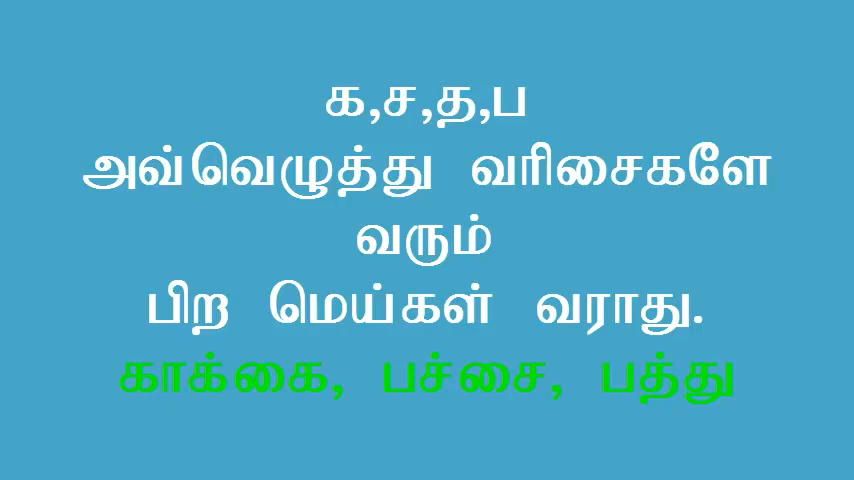 க,ச,த,ப
அவ்வெழுத்து வரிசைகளே
வரும்
பிற மெய்கள் வராது.
காக்கை, பச்சை, பத்து